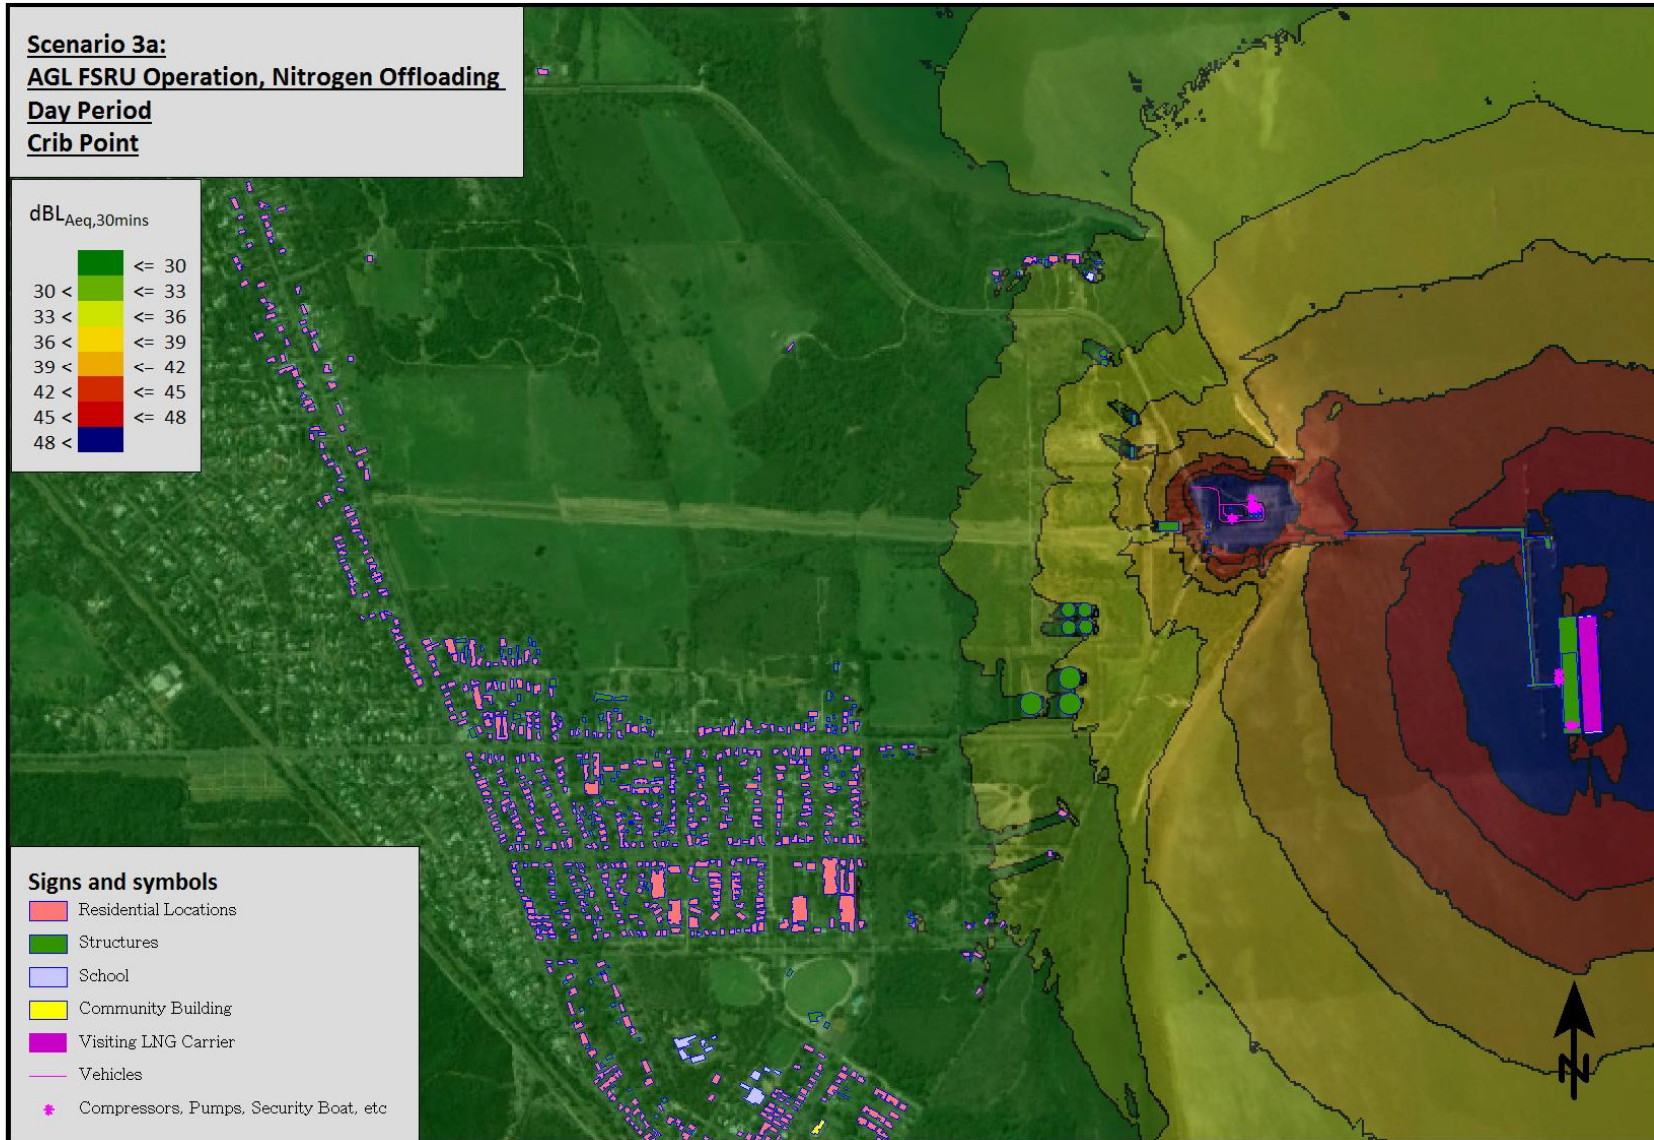 Scenario 3a:
AGL FSRU Operation, Nitrogen Offloading
Day Period
Crib Point
dBL_Aeq,30mins
<= 30
30 < <= 33
33 < <= 36
36 < <= 39
39 < <= 42
42 < <= 45
45 < <= 48
48 <
Signs and symbols
Residential Locations
Structures
School
Community Building
Visiting LNG Carrier
Vehicles
Compressors, Pumps, Security Boat, etc
N